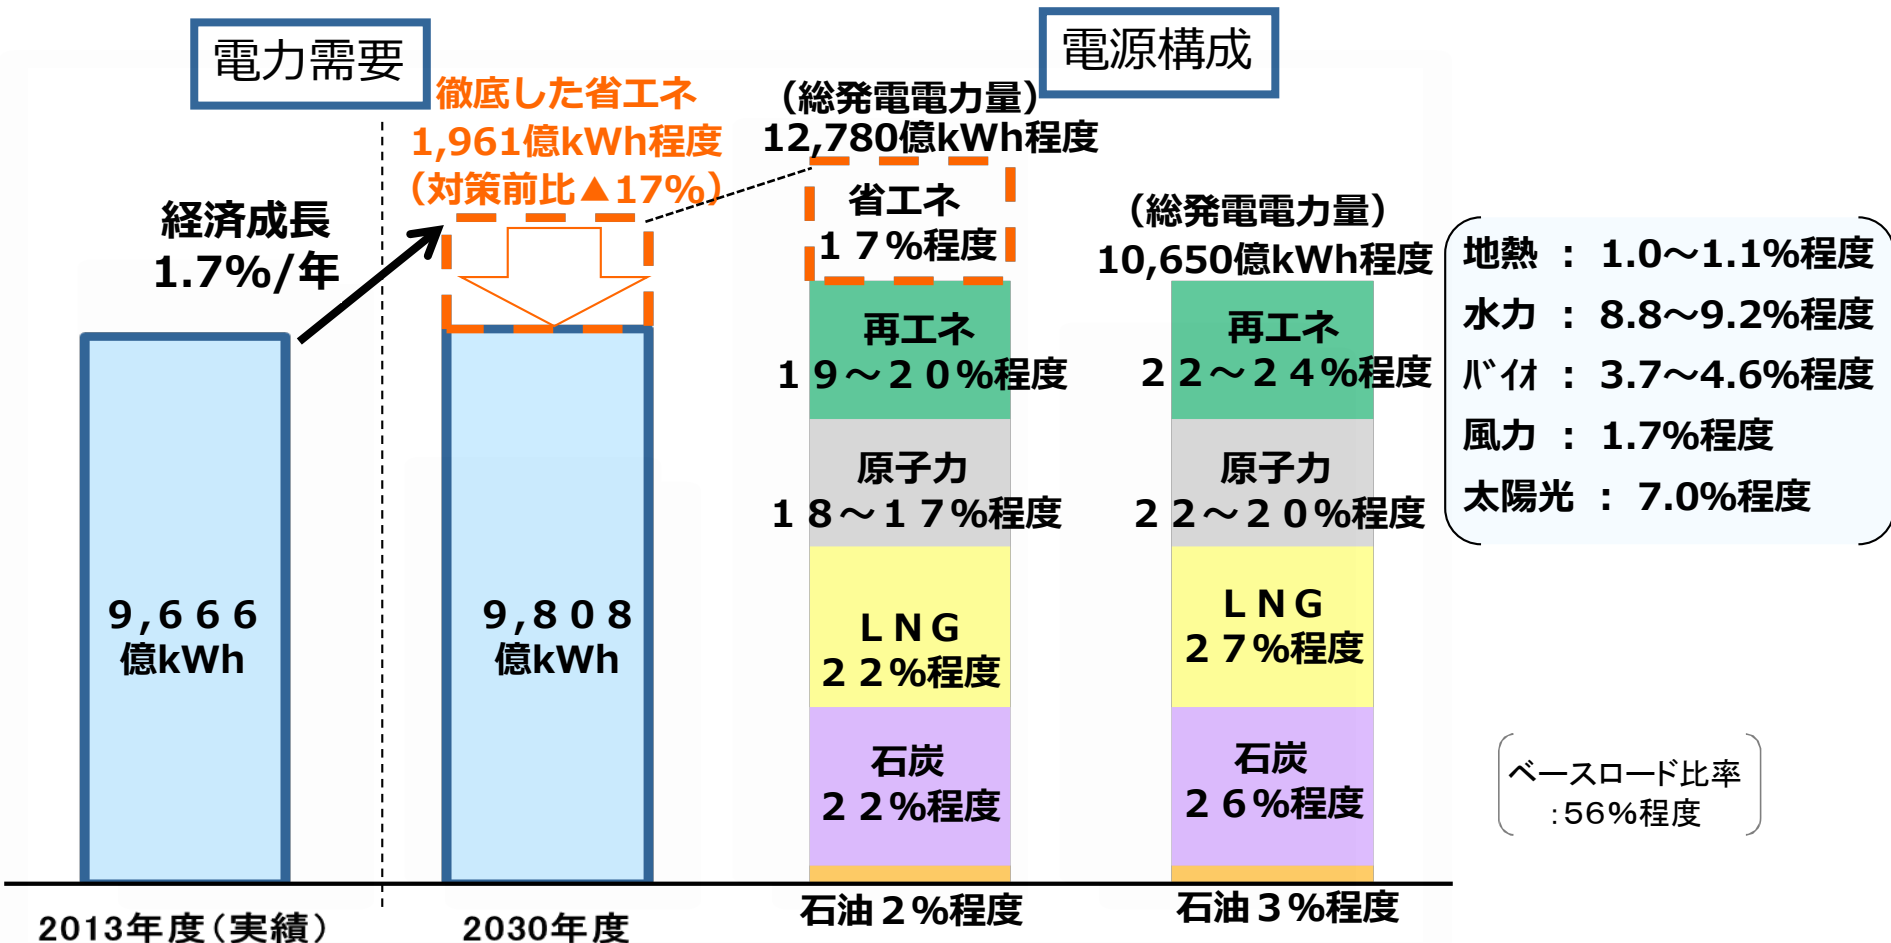 電力需要
電源構成
徹底した省エネ
1,961億kWh程度
（対策前比▲17%）
経済成長
1.7%/年
9,666
億kWh
9,808
億kWh
2013年度（実績）
2030年度
（総発電電力量）
12,780億kWh程度
省エネ
17%程度
再エネ
19～20%程度
原子力
18～17%程度
LNG
22%程度
石炭
22%程度
石油2%程度
（総発電電力量）
10,650億kWh程度
再エネ
22～24%程度
原子力
22～20%程度
LNG
27%程度
石炭
26%程度
石油3%程度
地熱 ： 1.0～1.1%程度
水力 ： 8.8～9.2%程度
ﾊﾞｲｵ ： 3.7～4.6%程度
風力 ： 1.7%程度
太陽光 ： 7.0%程度
ベースロード比率
:56%程度